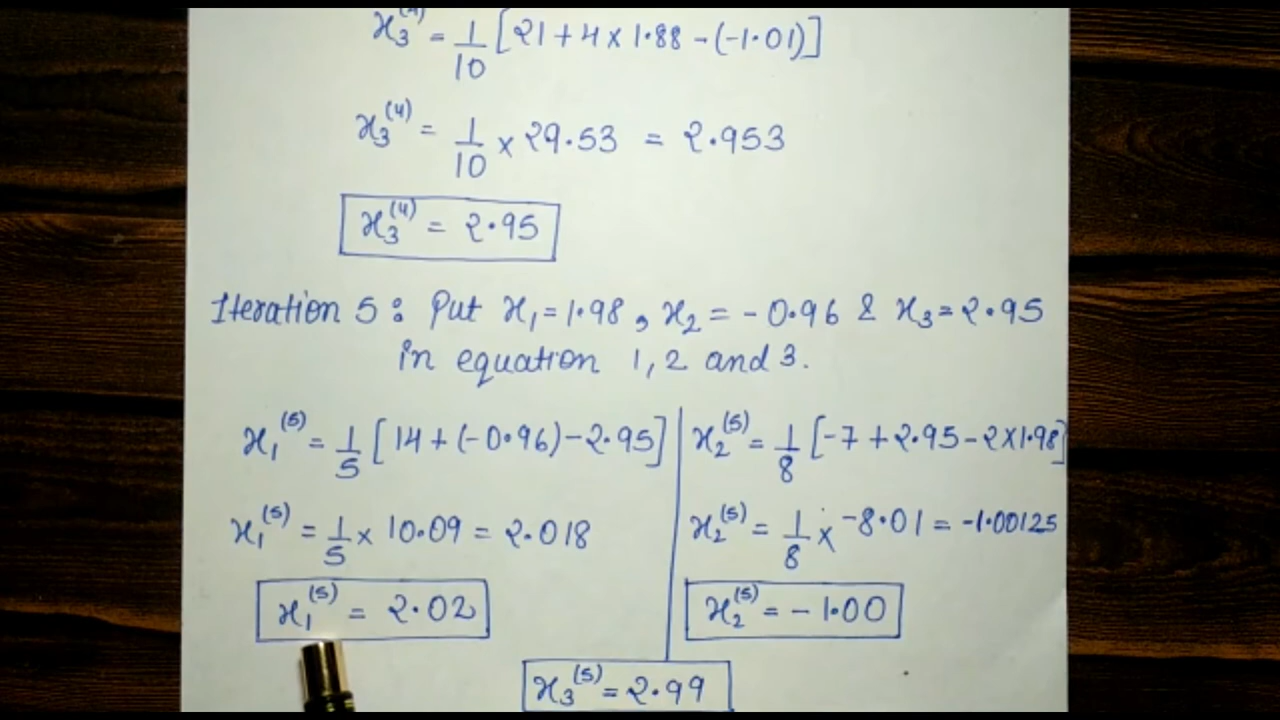 x₃⁽⁴⁾ = 1/10 [21 + 4 × 1.88 - (-1.01)]
x₃⁽⁴⁾ = 1/10 × 29.53 = 2.953
x₃⁽⁴⁾ = 2.95
Iteration 5 : Put x₁ = 1.98, x₂ = - 0.96 & x₃ = 2.95
in equation 1, 2 and 3.
x₁⁽⁵⁾ = 1/5 [14 + (-0.96) - 2.95]
x₁⁽⁵⁾ = 1/5 × 10.09 = 2.018
x₁⁽⁵⁾ = 2.02
x₂⁽⁵⁾ = 1/8 [-7 + 2.95 - 2×1.98]
x₂⁽⁵⁾ = 1/8 × -8.01 = -1.00125
x₂⁽⁵⁾ = - 1.00
x₃⁽⁵⁾ = 2.99